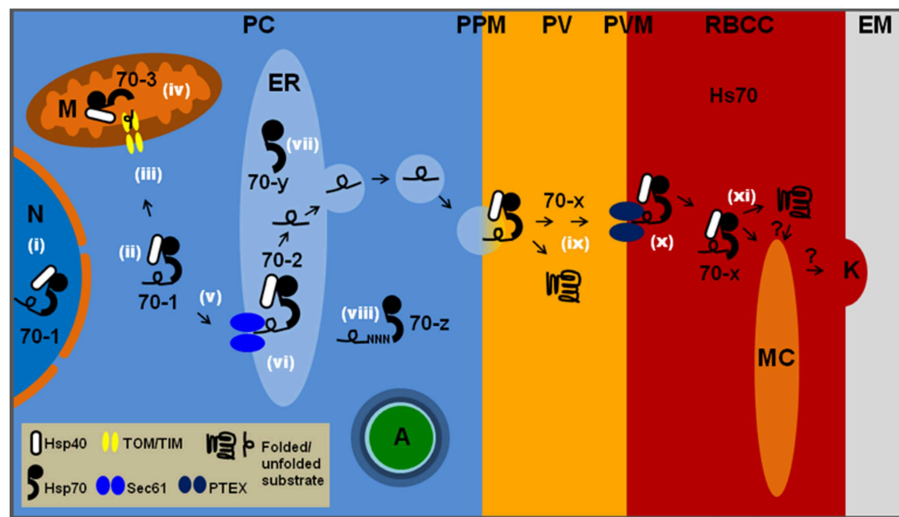 PC PPM PV PVM RBCC EM
70-3
(iv)
M
ER
Hs70
(iii)
(vii)
70-y
70-x
(xi)
N
(i)
(ii)
70-2
(ix)
(x)
?
?
K
70-1
70-1
(v)
70-x
(viii)
70-z
NNN
(vi)
MC
A
Hsp40 TOM/TIM Folded/
unfolded
substrate
Hsp70 Sec61 PTEX